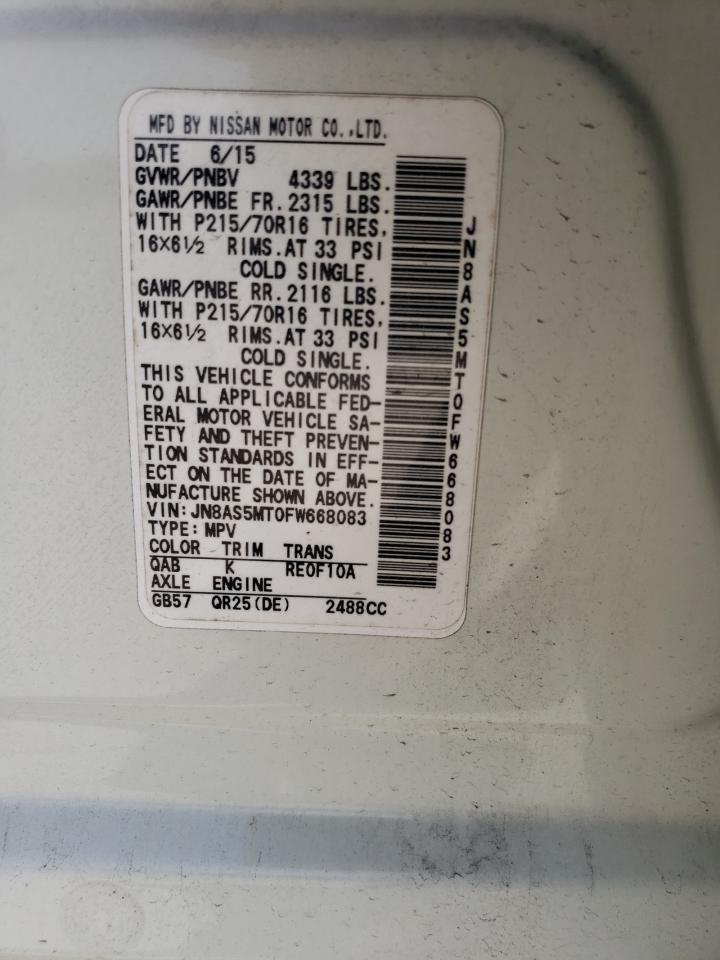 MFD BY NISSAN MOTOR CO.,LTD.
DATE 6/15
GVWR/PNBV 4339 LBS.
GAWR/PNBE FR. 2315 LBS.
WITH P215/70R16 TIRES,
16X6½ RIMS.AT 33 PSI
COLD SINGLE.
GAWR/PNBE RR. 2116 LBS.
WITH P215/70R16 TIRES,
16X6½ RIMS.AT 33 PSI
COLD SINGLE.
THIS VEHICLE CONFORMS
TO ALL APPLICABLE FED-
ERAL MOTOR VEHICLE SA-
FETY AND THEFT PREVEN-
TION STANDARDS IN EFF-
ECT ON THE DATE OF MA-
NUFACTURE SHOWN ABOVE.
VIN:JN8AS5MT0FW668083
TYPE:MPV
COLOR TRIM TRANS
QAB K RE0F10A
AXLE ENGINE
GB57 QR25(DE) 2488CC
JN8AS5MT0FW668083